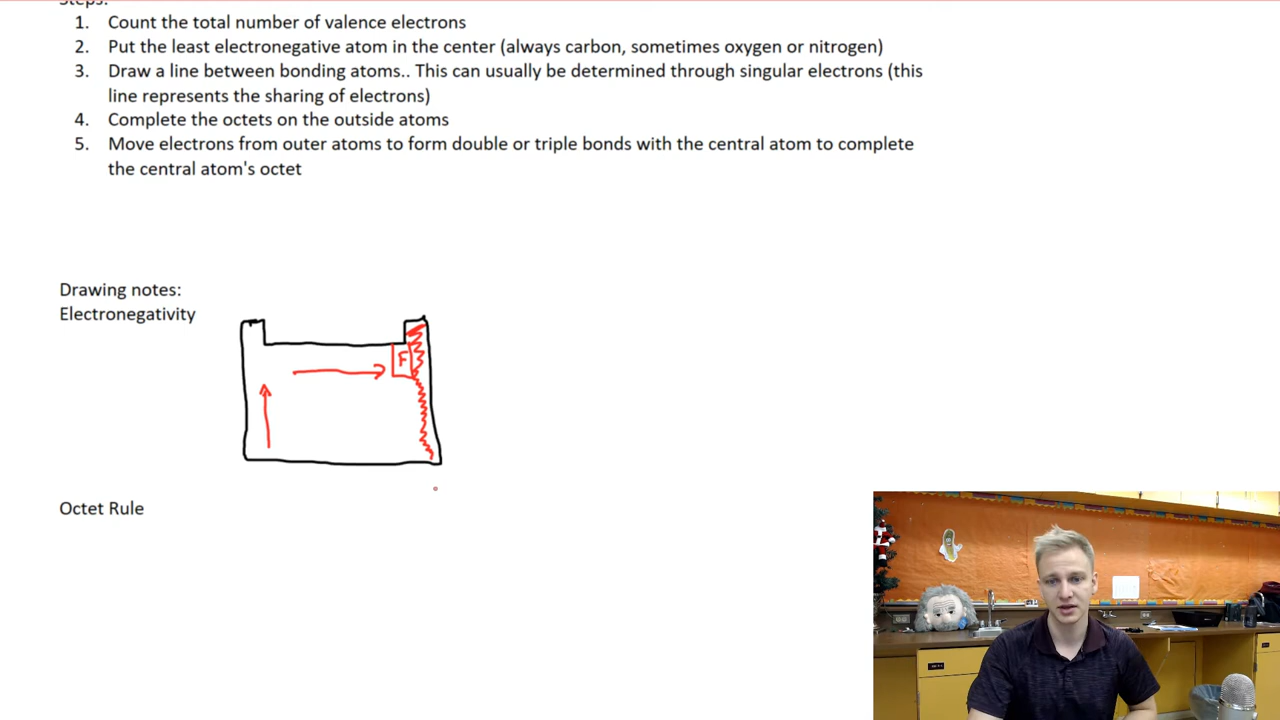 Steps:
1. Count the total number of valence electrons
2. Put the least electronegative atom in the center (always carbon, sometimes oxygen or nitrogen)
3. Draw a line between bonding atoms.. This can usually be determined through singular electrons (this
line represents the sharing of electrons)
4. Complete the octets on the outside atoms
5. Move electrons from outer atoms to form double or triple bonds with the central atom to complete
the central atom's octet
Drawing notes:
Electronegativity
F
Octet Rule